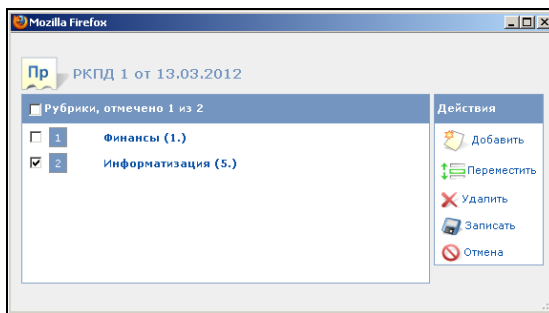 Mozilla Firefox
Пр РКПД 1 от 13.03.2012
Рубрики, отмечено 1 из 2
1 Финансы (1.)
2 Информатизация (5.)
Действия
Добавить
Переместить
Удалить
Записать
Отмена